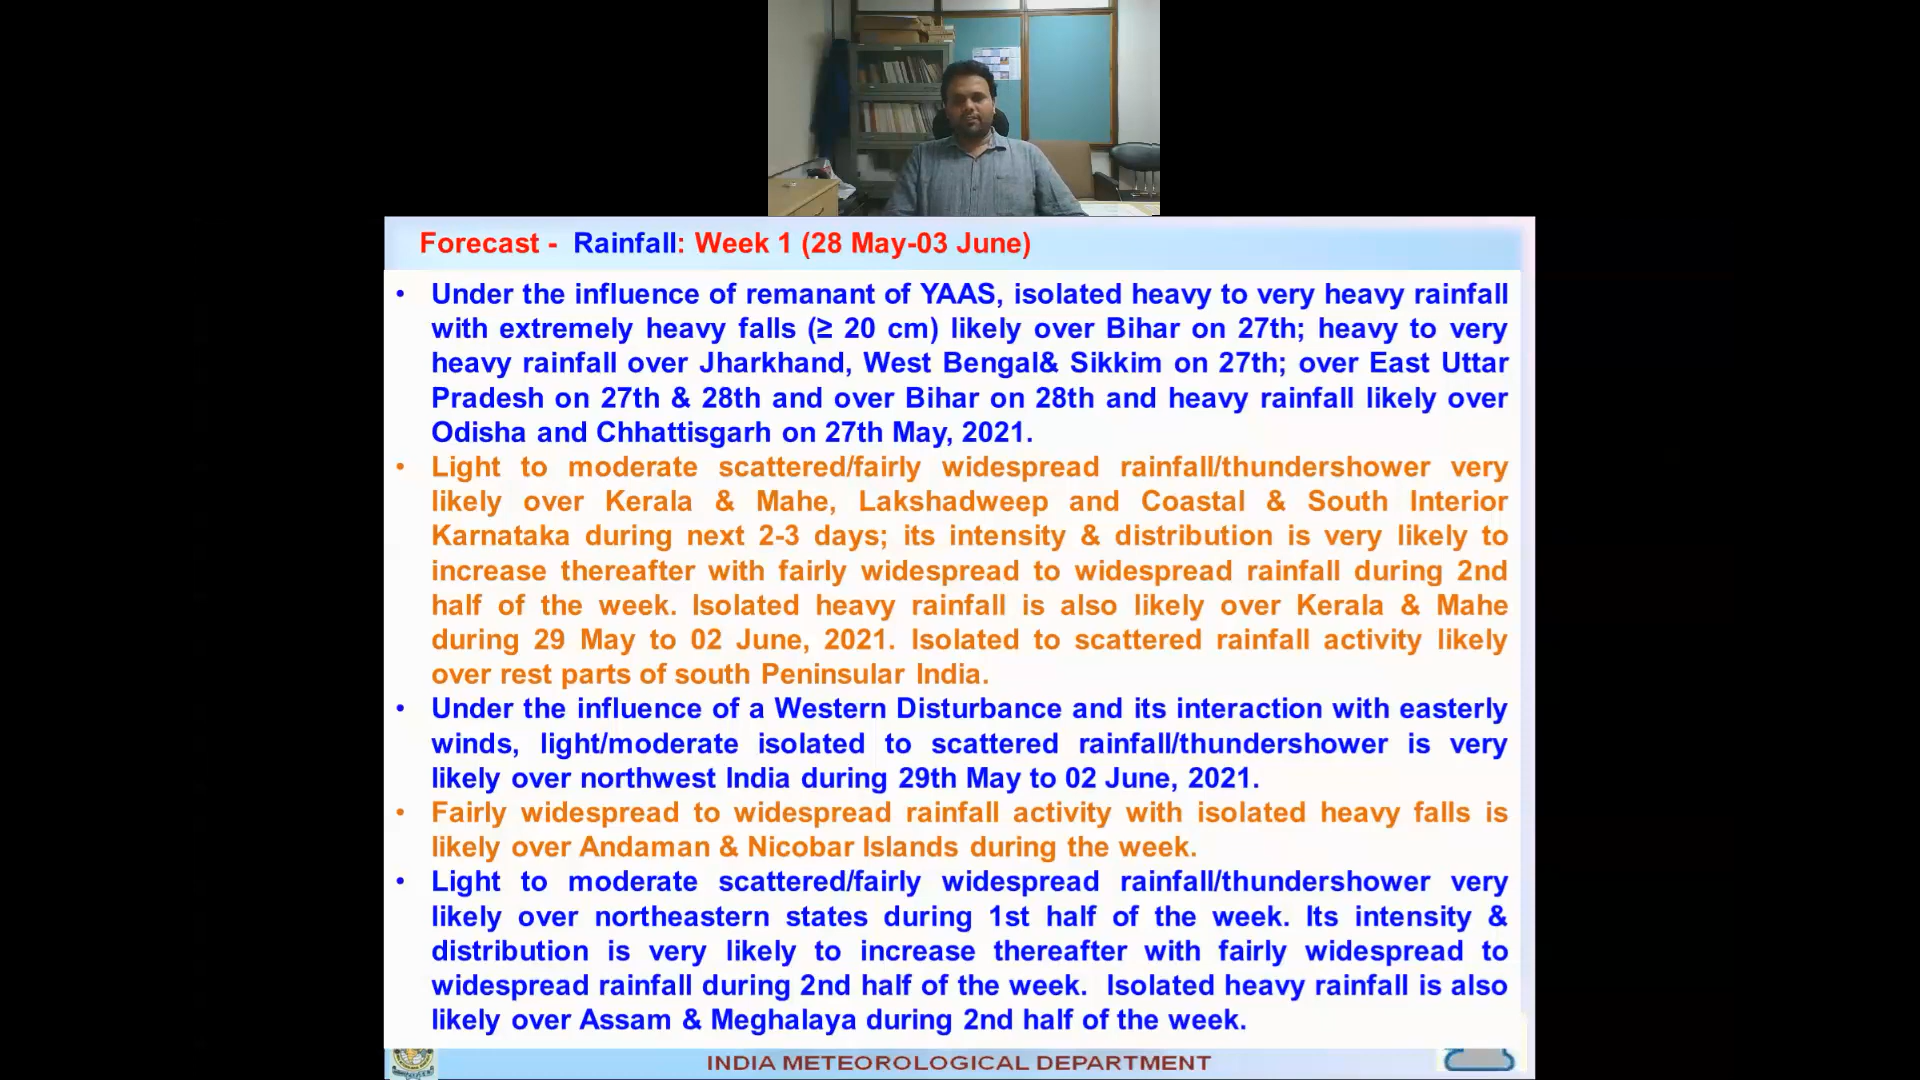 Forecast - Rainfall: Week 1 (28 May-03 June)
• Under the influence of remanant of YAAS, isolated heavy to very heavy rainfall
with extremely heavy falls (≥ 20 cm) likely over Bihar on 27th; heavy to very
heavy rainfall over Jharkhand, West Bengal& Sikkim on 27th; over East Uttar
Pradesh on 27th & 28th and over Bihar on 28th and heavy rainfall likely over
Odisha and Chhattisgarh on 27th May, 2021.
• Light to moderate scattered/fairly widespread rainfall/thundershower very
likely over Kerala & Mahe, Lakshadweep and Coastal & South Interior
Karnataka during next 2-3 days; its intensity & distribution is very likely to
increase thereafter with fairly widespread to widespread rainfall during 2nd
half of the week. Isolated heavy rainfall is also likely over Kerala & Mahe
during 29 May to 02 June, 2021. Isolated to scattered rainfall activity likely
over rest parts of south Peninsular India.
• Under the influence of a Western Disturbance and its interaction with easterly
winds, light/moderate isolated to scattered rainfall/thundershower is very
likely over northwest India during 29th May to 02 June, 2021.
• Fairly widespread to widespread rainfall activity with isolated heavy falls is
likely over Andaman & Nicobar Islands during the week.
• Light to moderate scattered/fairly widespread rainfall/thundershower very
likely over northeastern states during 1st half of the week. Its intensity &
distribution is very likely to increase thereafter with fairly widespread to
widespread rainfall during 2nd half of the week. Isolated heavy rainfall is also
likely over Assam & Meghalaya during 2nd half of the week.
INDIA METEOROLOGICAL DEPARTMENT